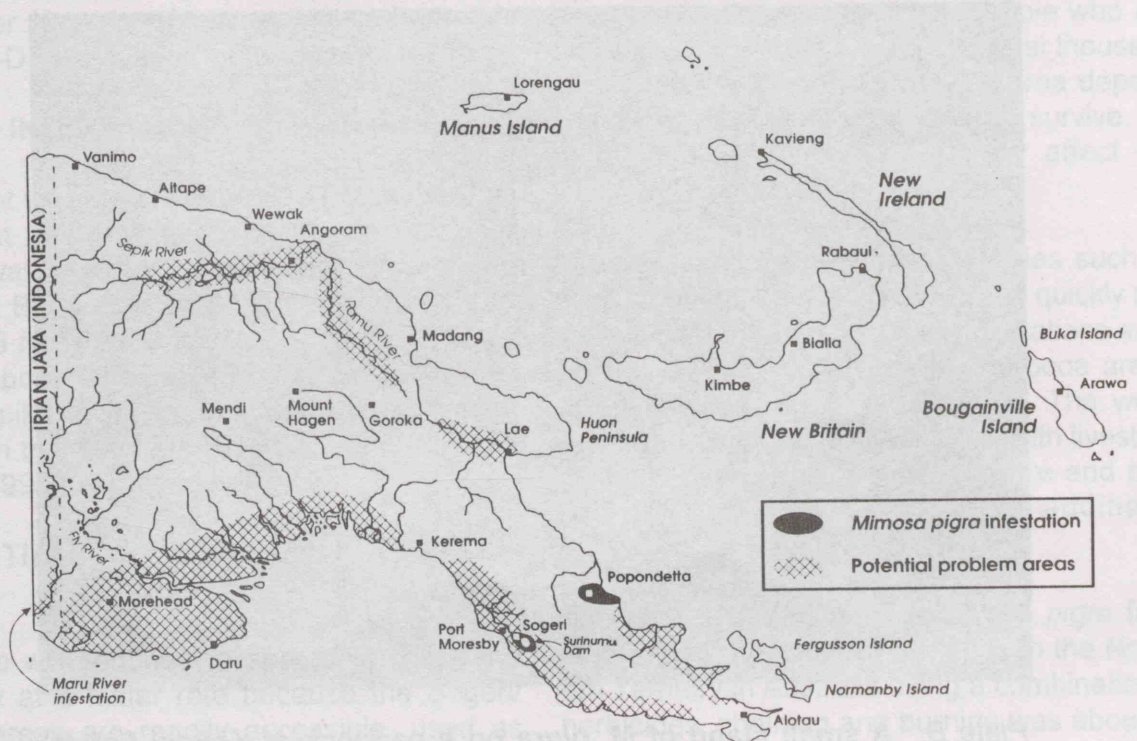 Lorengau
Manus Island
Kavieng
New
Ireland
Vanimo
Aitape
Wewak
Angoram
Sepik River
Rabaul
IRIAN JAYA (INDONESIA)
Ramu River
Madang
Bialla
Kimbe
Buka Island
Arawa
Bougainville
Island
New Britain
Mendi
Mount
Hagen
Goroka
Lae
Huon
Peninsula
Mimosa pigra infestation
Potential problem areas
Fly River
Kerema
Popondetta
Morehead
Port
Moresby
Sogeri
Sirinumu
Dam
Daru
Fergusson Island
Normanby Island
Maru River
infestation
Alotau